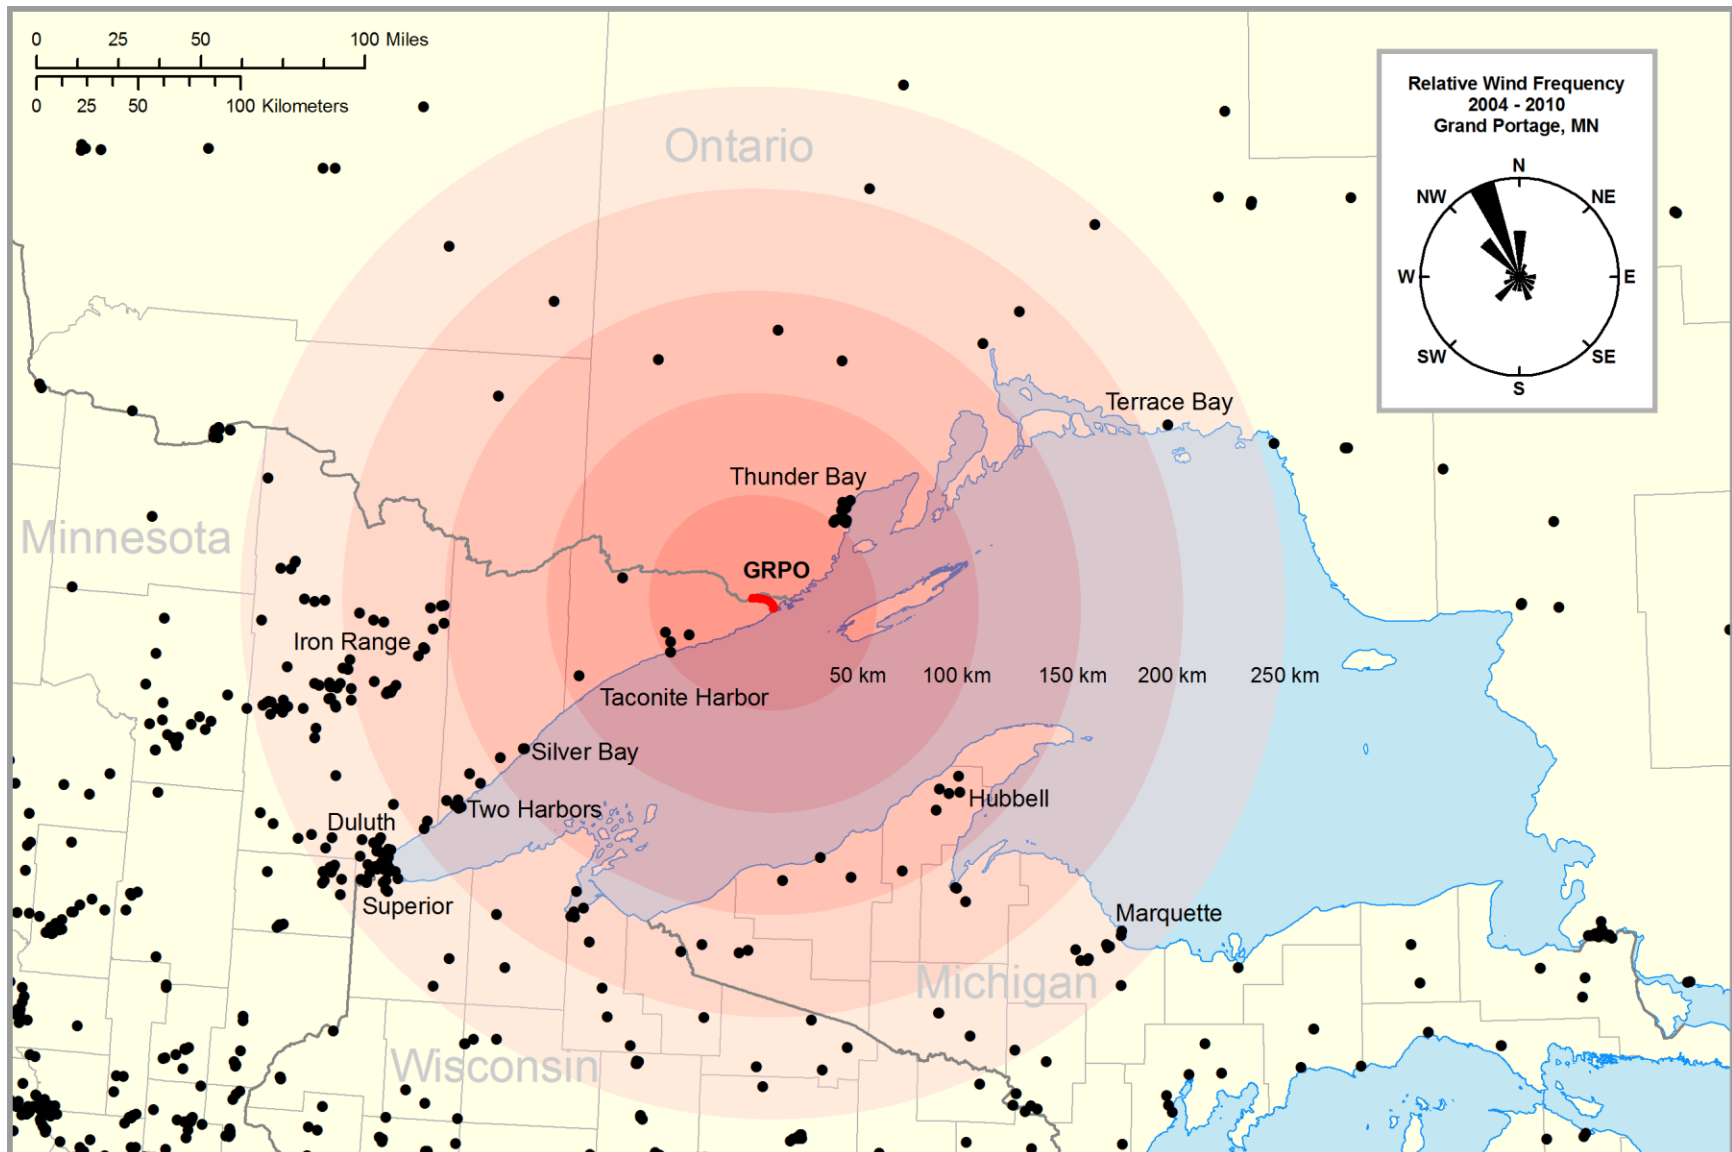 0 25 50 100 Miles
0 25 50 100 Kilometers
Relative Wind Frequency
2004 - 2010
Grand Portage, MN
N
NW NE
W E
SW SE
S
Ontario
Terrace Bay
Thunder Bay
Minnesota
GRPO
Iron Range
50 km 100 km 150 km 200 km 250 km
Taconite Harbor
Silver Bay
Hubbell
Two Harbors
Duluth
Superior
Marquette
Michigan
Wisconsin